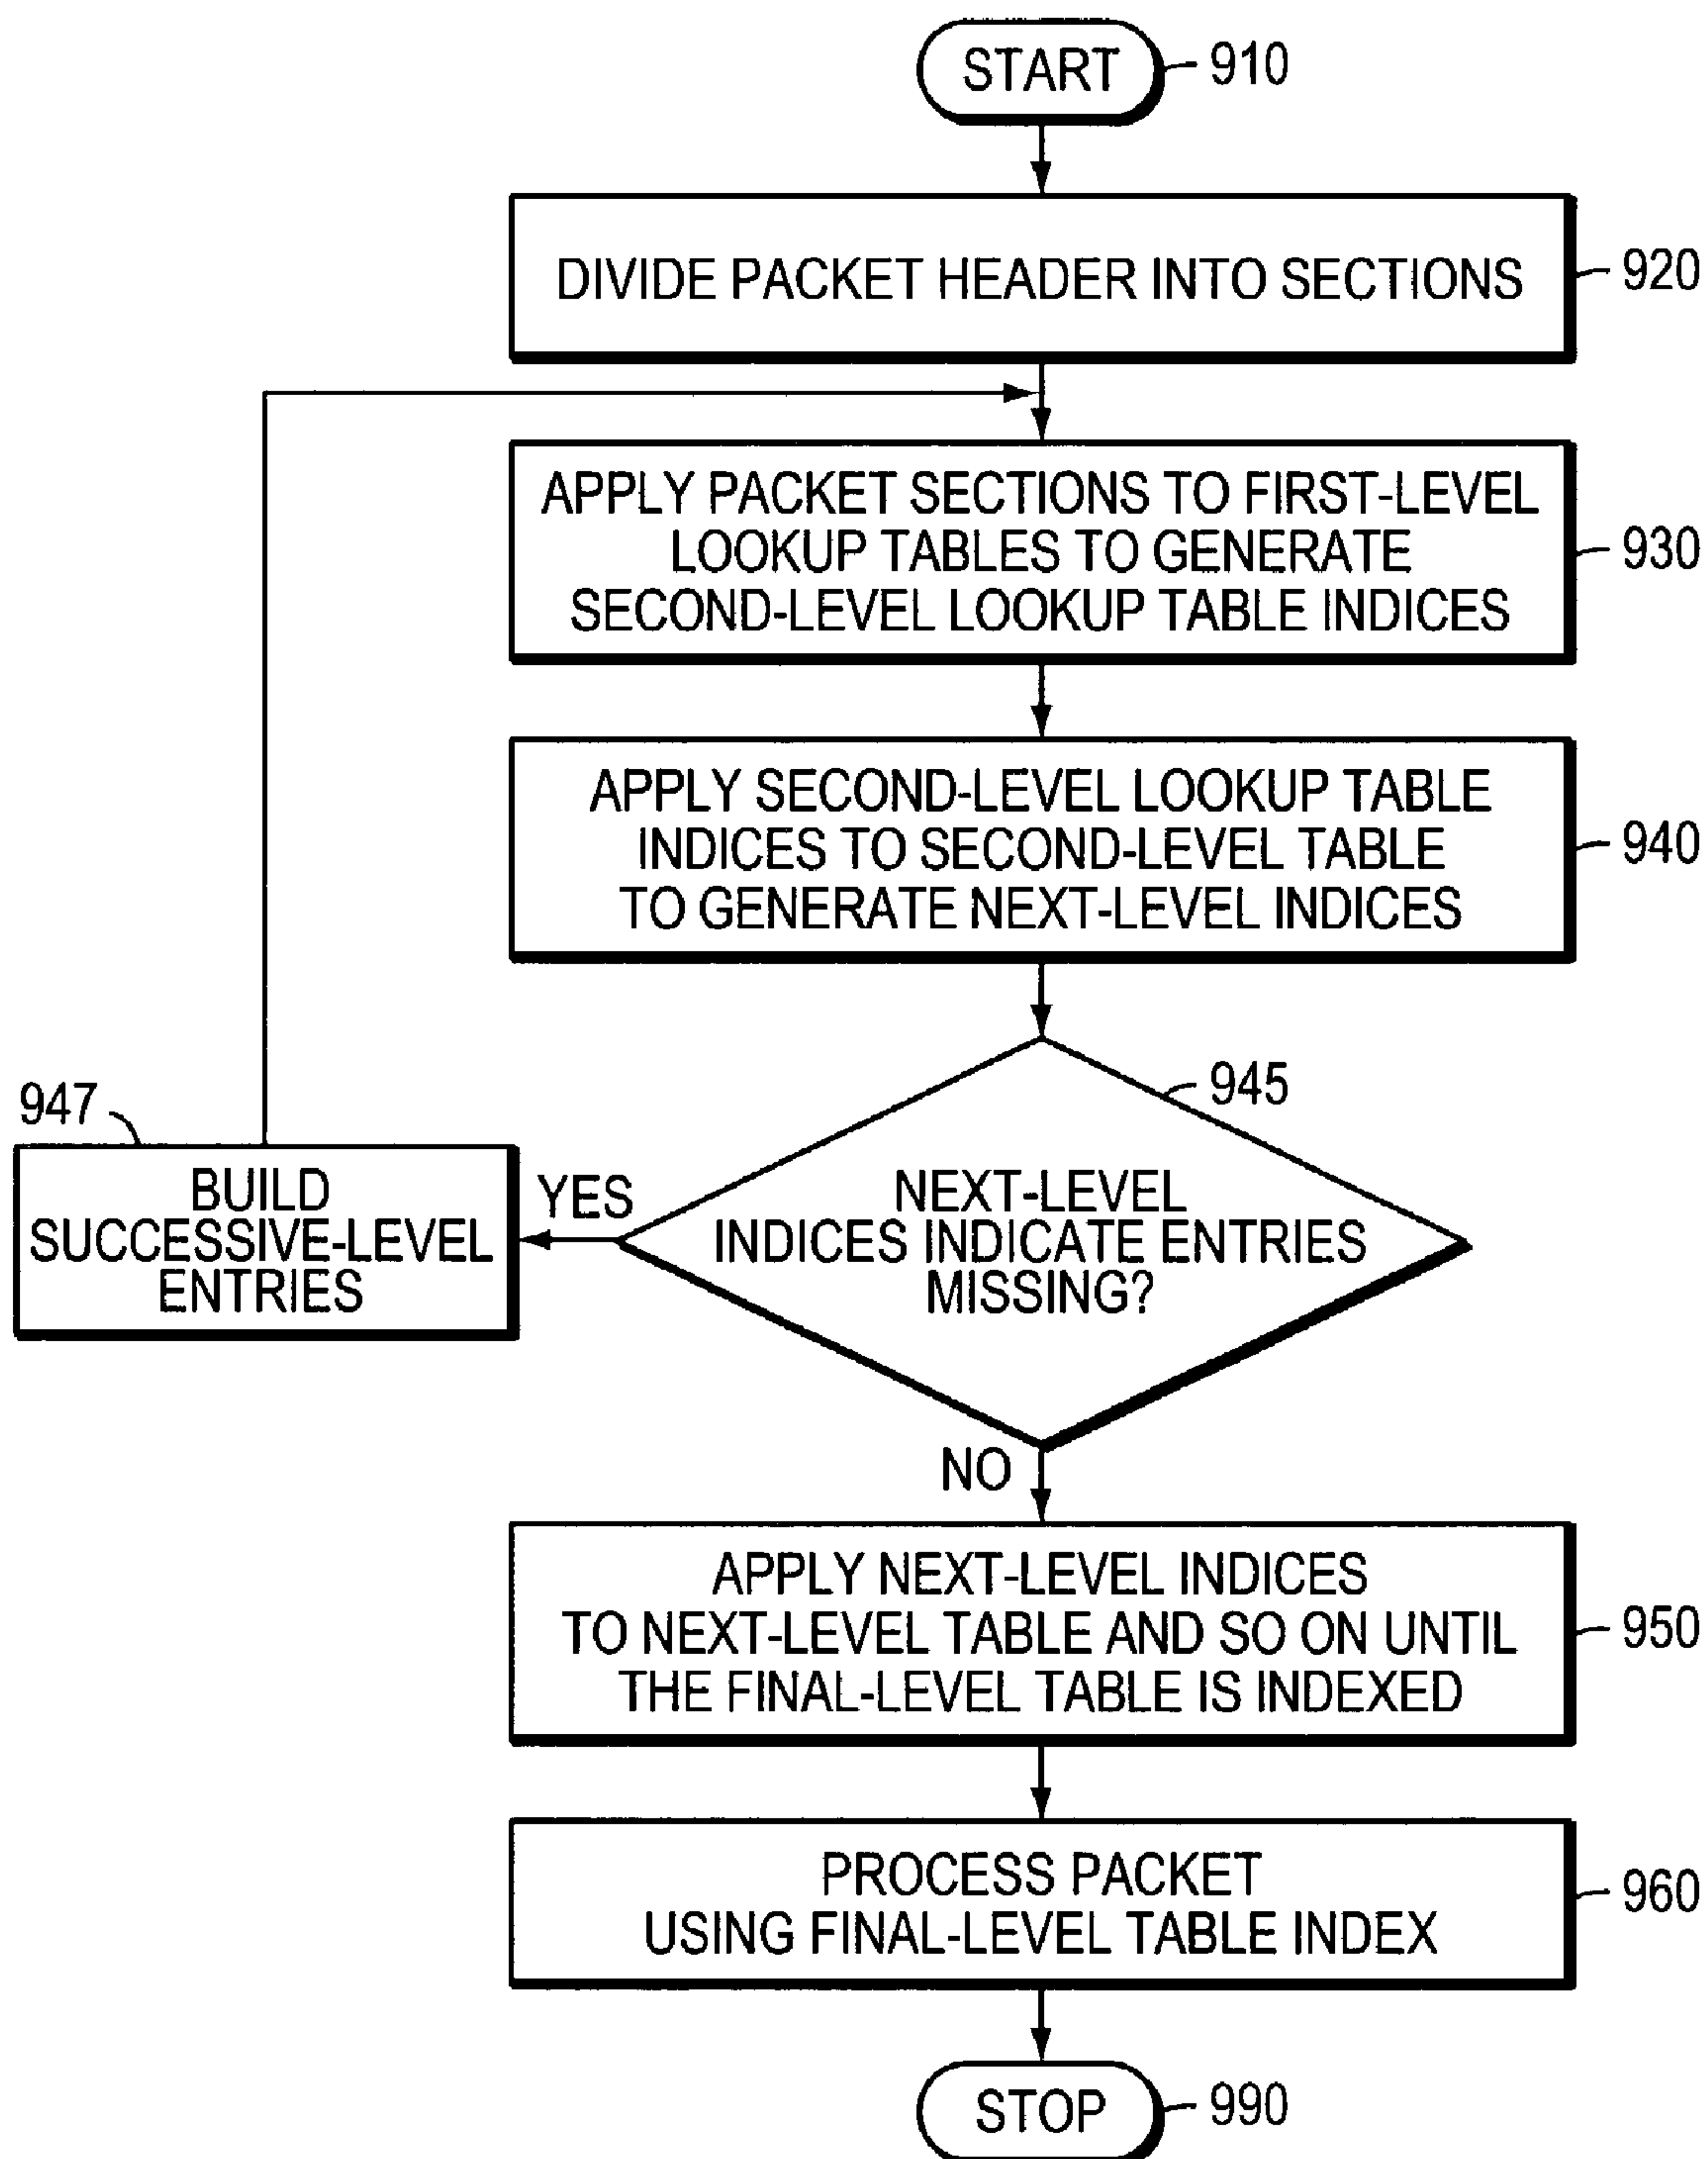 START
910
DIVIDE PACKET HEADER INTO SECTIONS
920
APPLY PACKET SECTIONS TO FIRST-LEVEL
LOOKUP TABLES TO GENERATE
SECOND-LEVEL LOOKUP TABLE INDICES
930
APPLY SECOND-LEVEL LOOKUP TABLE
INDICES TO SECOND-LEVEL TABLE
TO GENERATE NEXT-LEVEL INDICES
940
945
NEXT-LEVEL
INDICES INDICATE ENTRIES
MISSING?
YES
947
BUILD
SUCCESSIVE-LEVEL
ENTRIES
NO
APPLY NEXT-LEVEL INDICES
TO NEXT-LEVEL TABLE AND SO ON UNTIL
THE FINAL-LEVEL TABLE IS INDEXED
950
PROCESS PACKET
USING FINAL-LEVEL TABLE INDEX
960
STOP
990